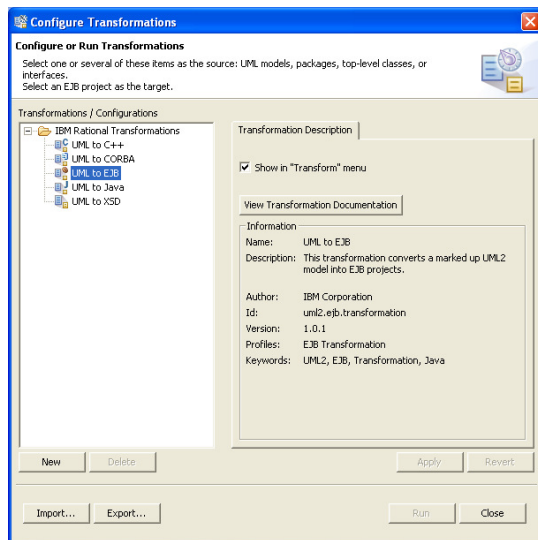 Configure Transformations
Configure or Run Transformations
Select one or several of these items as the source: UML models, packages, top-level classes, or
interfaces.
Select an EJB project as the target.
Transformations / Configurations
IBM Rational Transformations
UML to C++
UML to CORBA
UML to EJB
UML to Java
UML to XSD
Transformation Description
Show in "Transform" menu
View Transformation Documentation
Information
Name: UML to EJB
Description: This transformation converts a marked up UML2
model into EJB projects.
Author: IBM Corporation
Id: uml2.ejb.transformation
Version: 1.0.1
Profiles: EJB Transformation
Keywords: UML2, EJB, Transformation, Java
New Delete Apply Revert
Import... Export... Run Close